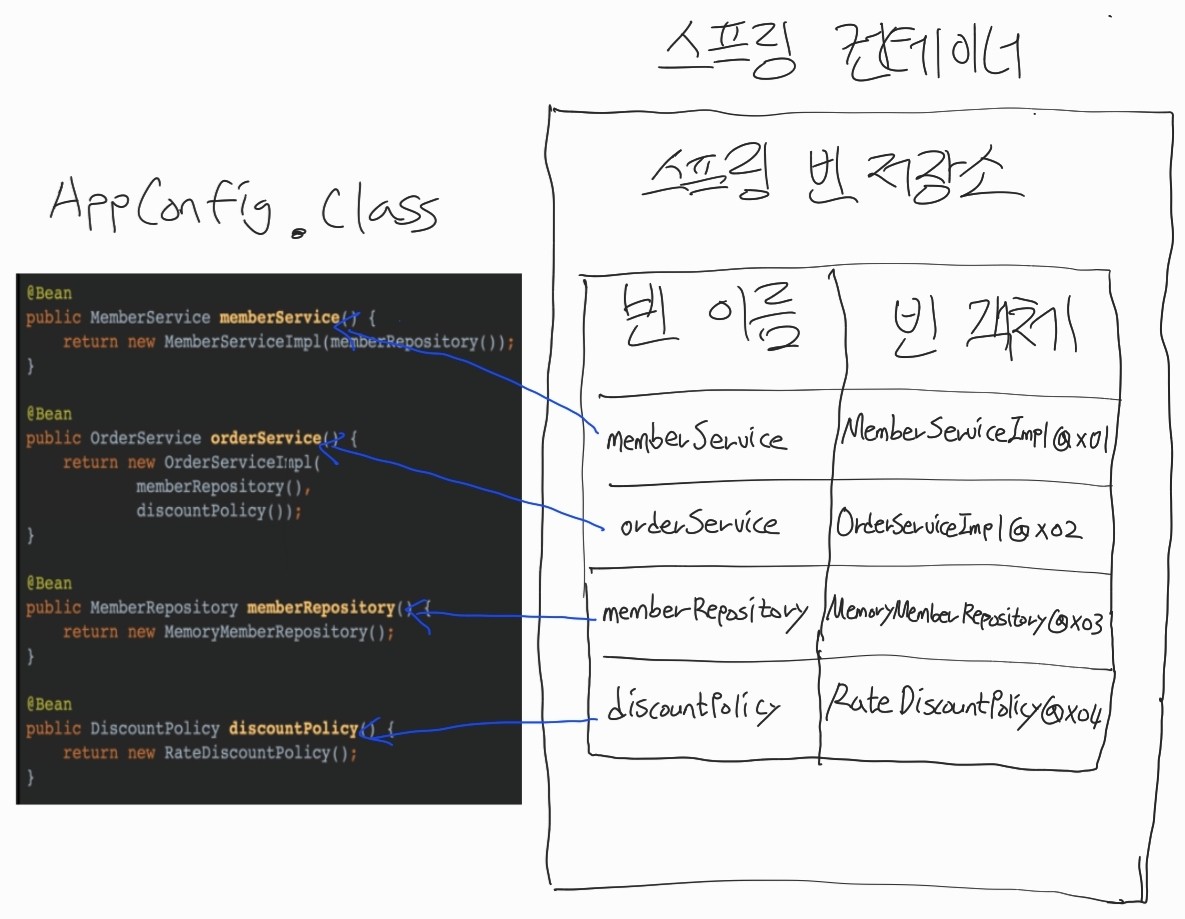 스프링 컨테이너
스프링 빈 저장소
AppConfig.class
@Bean
public MemberService memberService() {
    return new MemberServiceImpl(memberRepository());
}
@Bean
public OrderService orderService() {
    return new OrderServiceImpl(
            memberRepository(),
            discountPolicy());
}
@Bean
public MemberRepository memberRepository() {
    return new MemoryMemberRepository();
}
@Bean
public DiscountPolicy discountPolicy() {
    return new RateDiscountPolicy();
}
빈 이름 빈 객체
memberService MemberServiceImpl@x01
orderService OrderServiceImpl@x02
memberRepository MemoryMemberRepository@x03
discountPolicy RateDiscountPolicy@x04